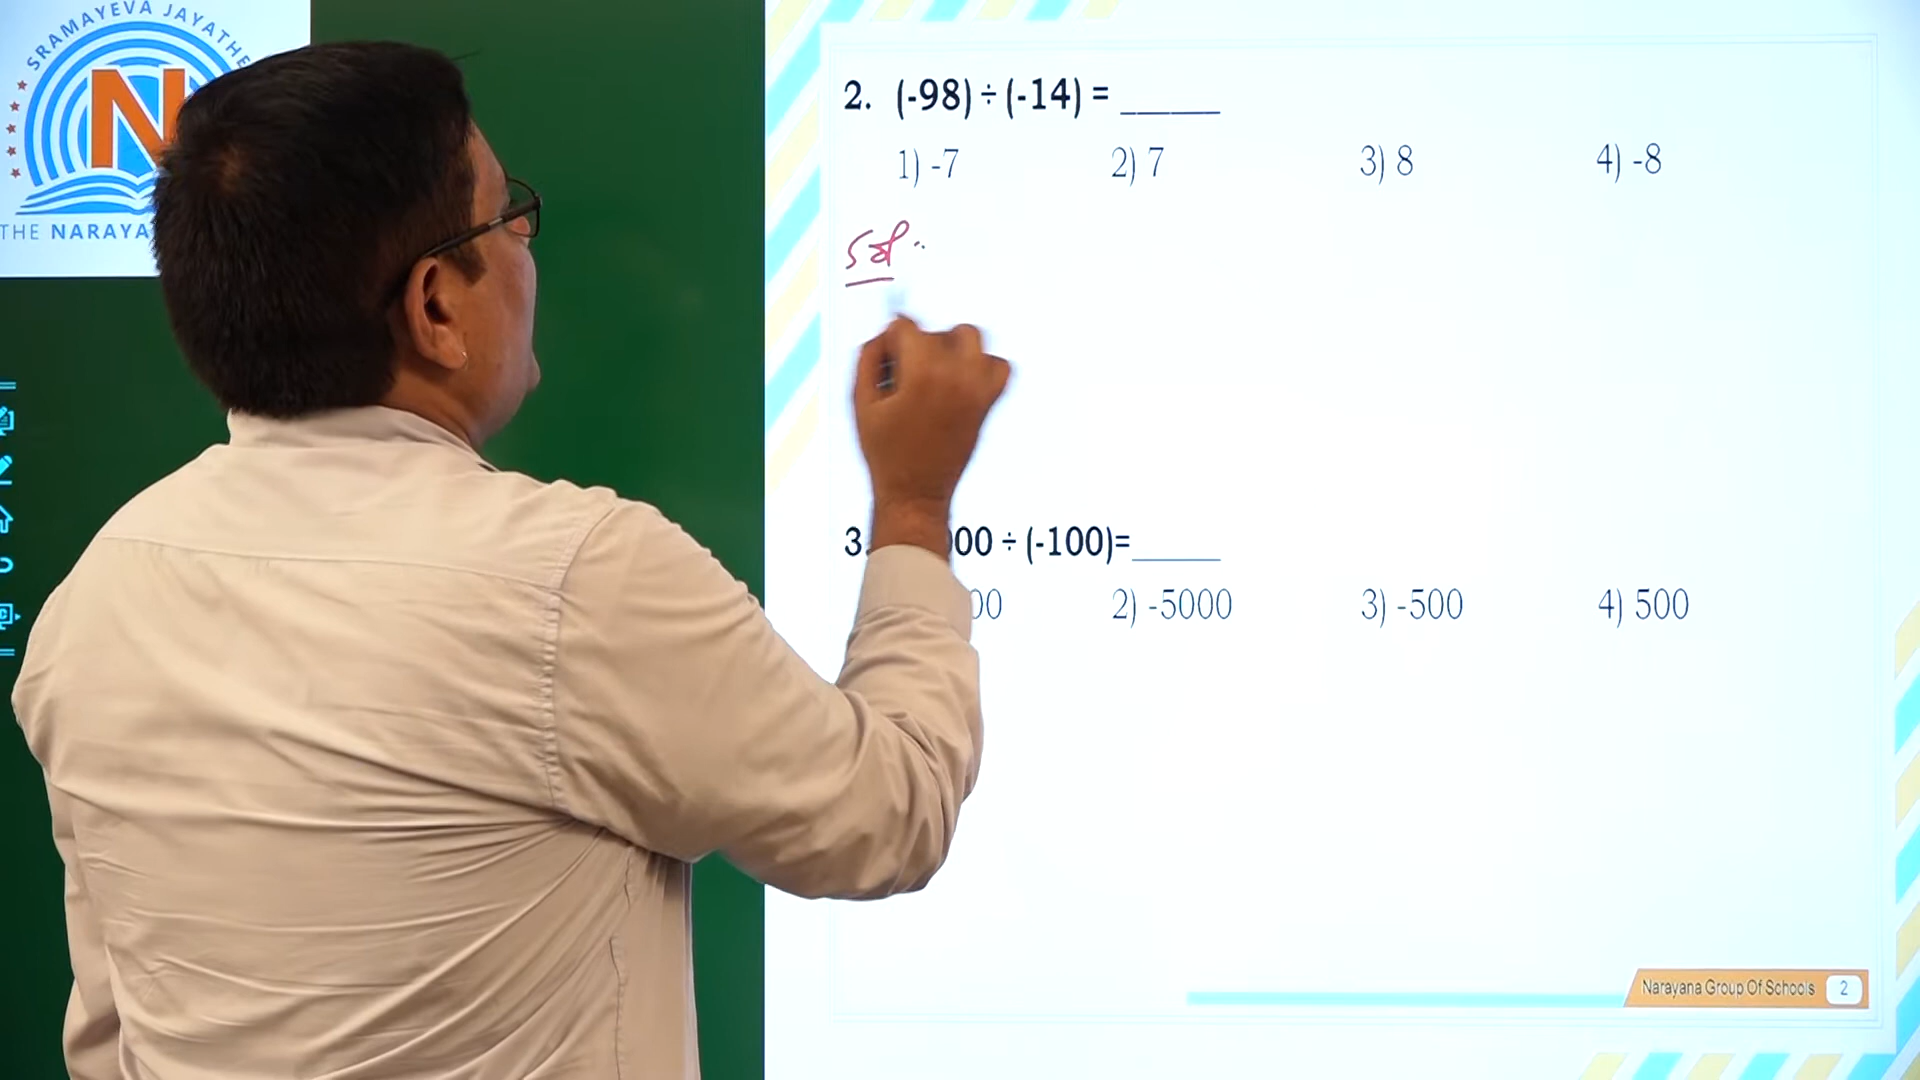 SRAMAYEVA JAYATHE
N
THE NARAYA
2. (-98) ÷ (-14) = _____
1) -7 2) 7 3) 8 4) -8
Sol:
3. 00 ÷ (-100)=_____
00 2) -5000 3) -500 4) 500
Narayana Group Of Schools 2